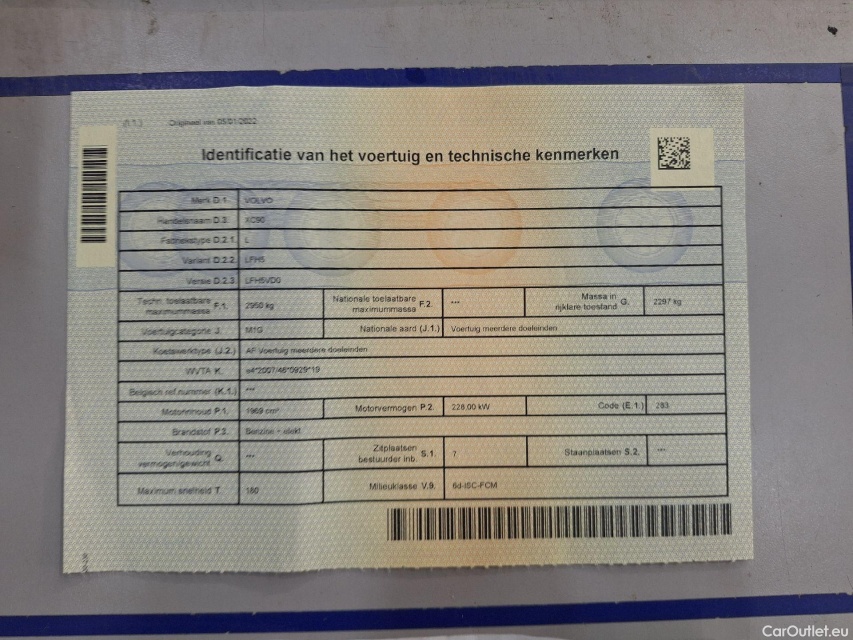 (I.1.) Origineel van 05/01/2022
Identificatie van het voertuig en technische kenmerken
Merk D.1. VOLVO
Handelsnaam D.3. XC90
Fabriekstype D.2.1. L
Variant D.2.2. LFH5
Versie D.2.3. LFH5VD0
Techn. toelaatbare maximummassa F.1. 2950 kg Nationale toelaatbare maximummassa F.2. *** Massa in rijklare toestand G. 2297 kg
Voertuigcategorie J. M1G Nationale aard (J.1.) Voertuig meerdere doeleinden
Koetswerktype (J.2.) AF Voertuig meerdere doeleinden
WVTA K. e4*2007/46*0929*19
Belgisch ref.nummer (K.1.) ***
Motorinhoud P.1. 1969 cm³ Motorvermogen P.2. 228,00 kW Code (E.1.) 283
Brandstof P.3. Benzine + elekt
Verhouding vermogen/gewicht Q. *** Zitplaatsen bestuurder inb. S.1. 7 Staanplaatsen S.2. ***
Maximum snelheid T. 180 Milieuklasse V.9. 6d-ISC-FCM
CarOutlet.eu